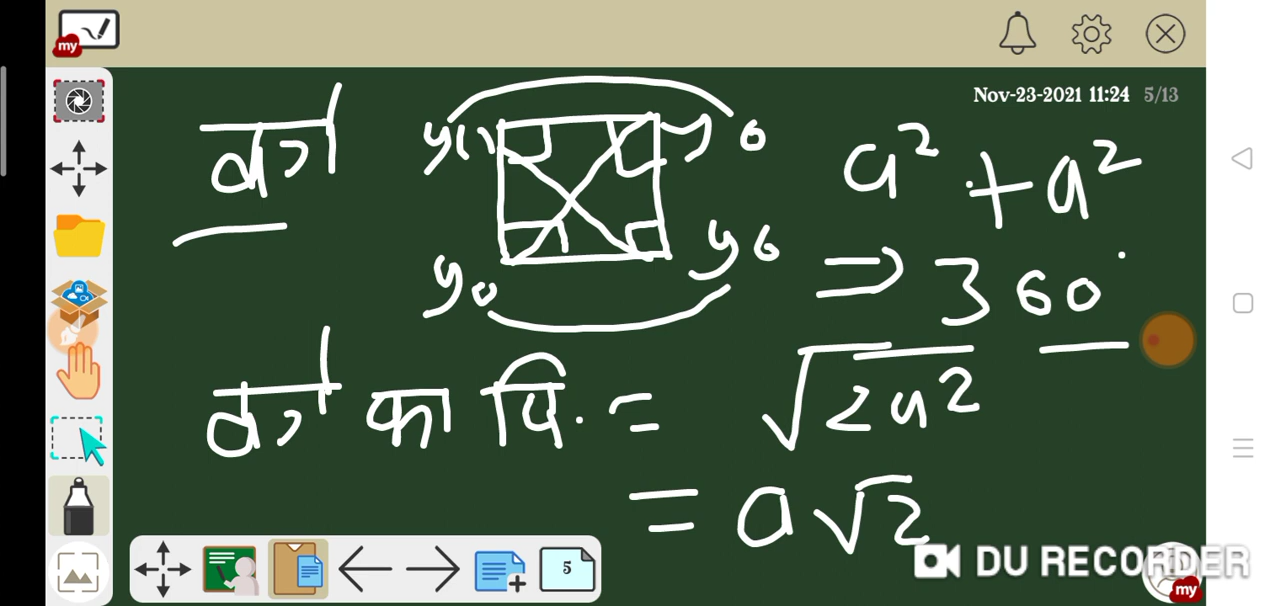 Nov-23-2021 11:24 5/13
वर्ग
90 90
90 90
a² + a²
⇒ 360°
वर्ग का वि. = √2a²
= a√2
5
DU RECORDER
my
my